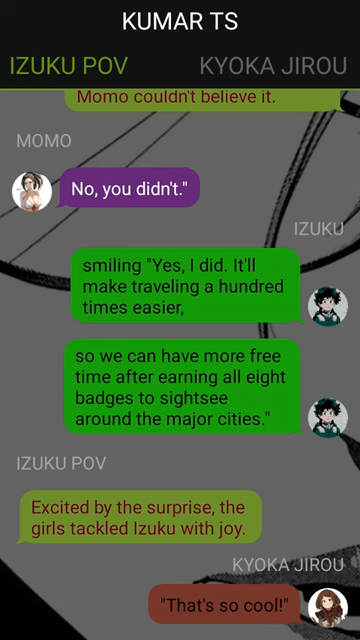 KUMAR TS
IZUKU POV
KYOKA JIROU
Momo couldn't believe it.
MOMO
No, you didn't."
IZUKU
smiling "Yes, I did. It'll
make traveling a hundred
times easier,
so we can have more free
time after earning all eight
badges to sightsee
around the major cities."
IZUKU POV
Excited by the surprise, the
girls tackled Izuku with joy.
KYOKA JIROU
"That's so cool!"